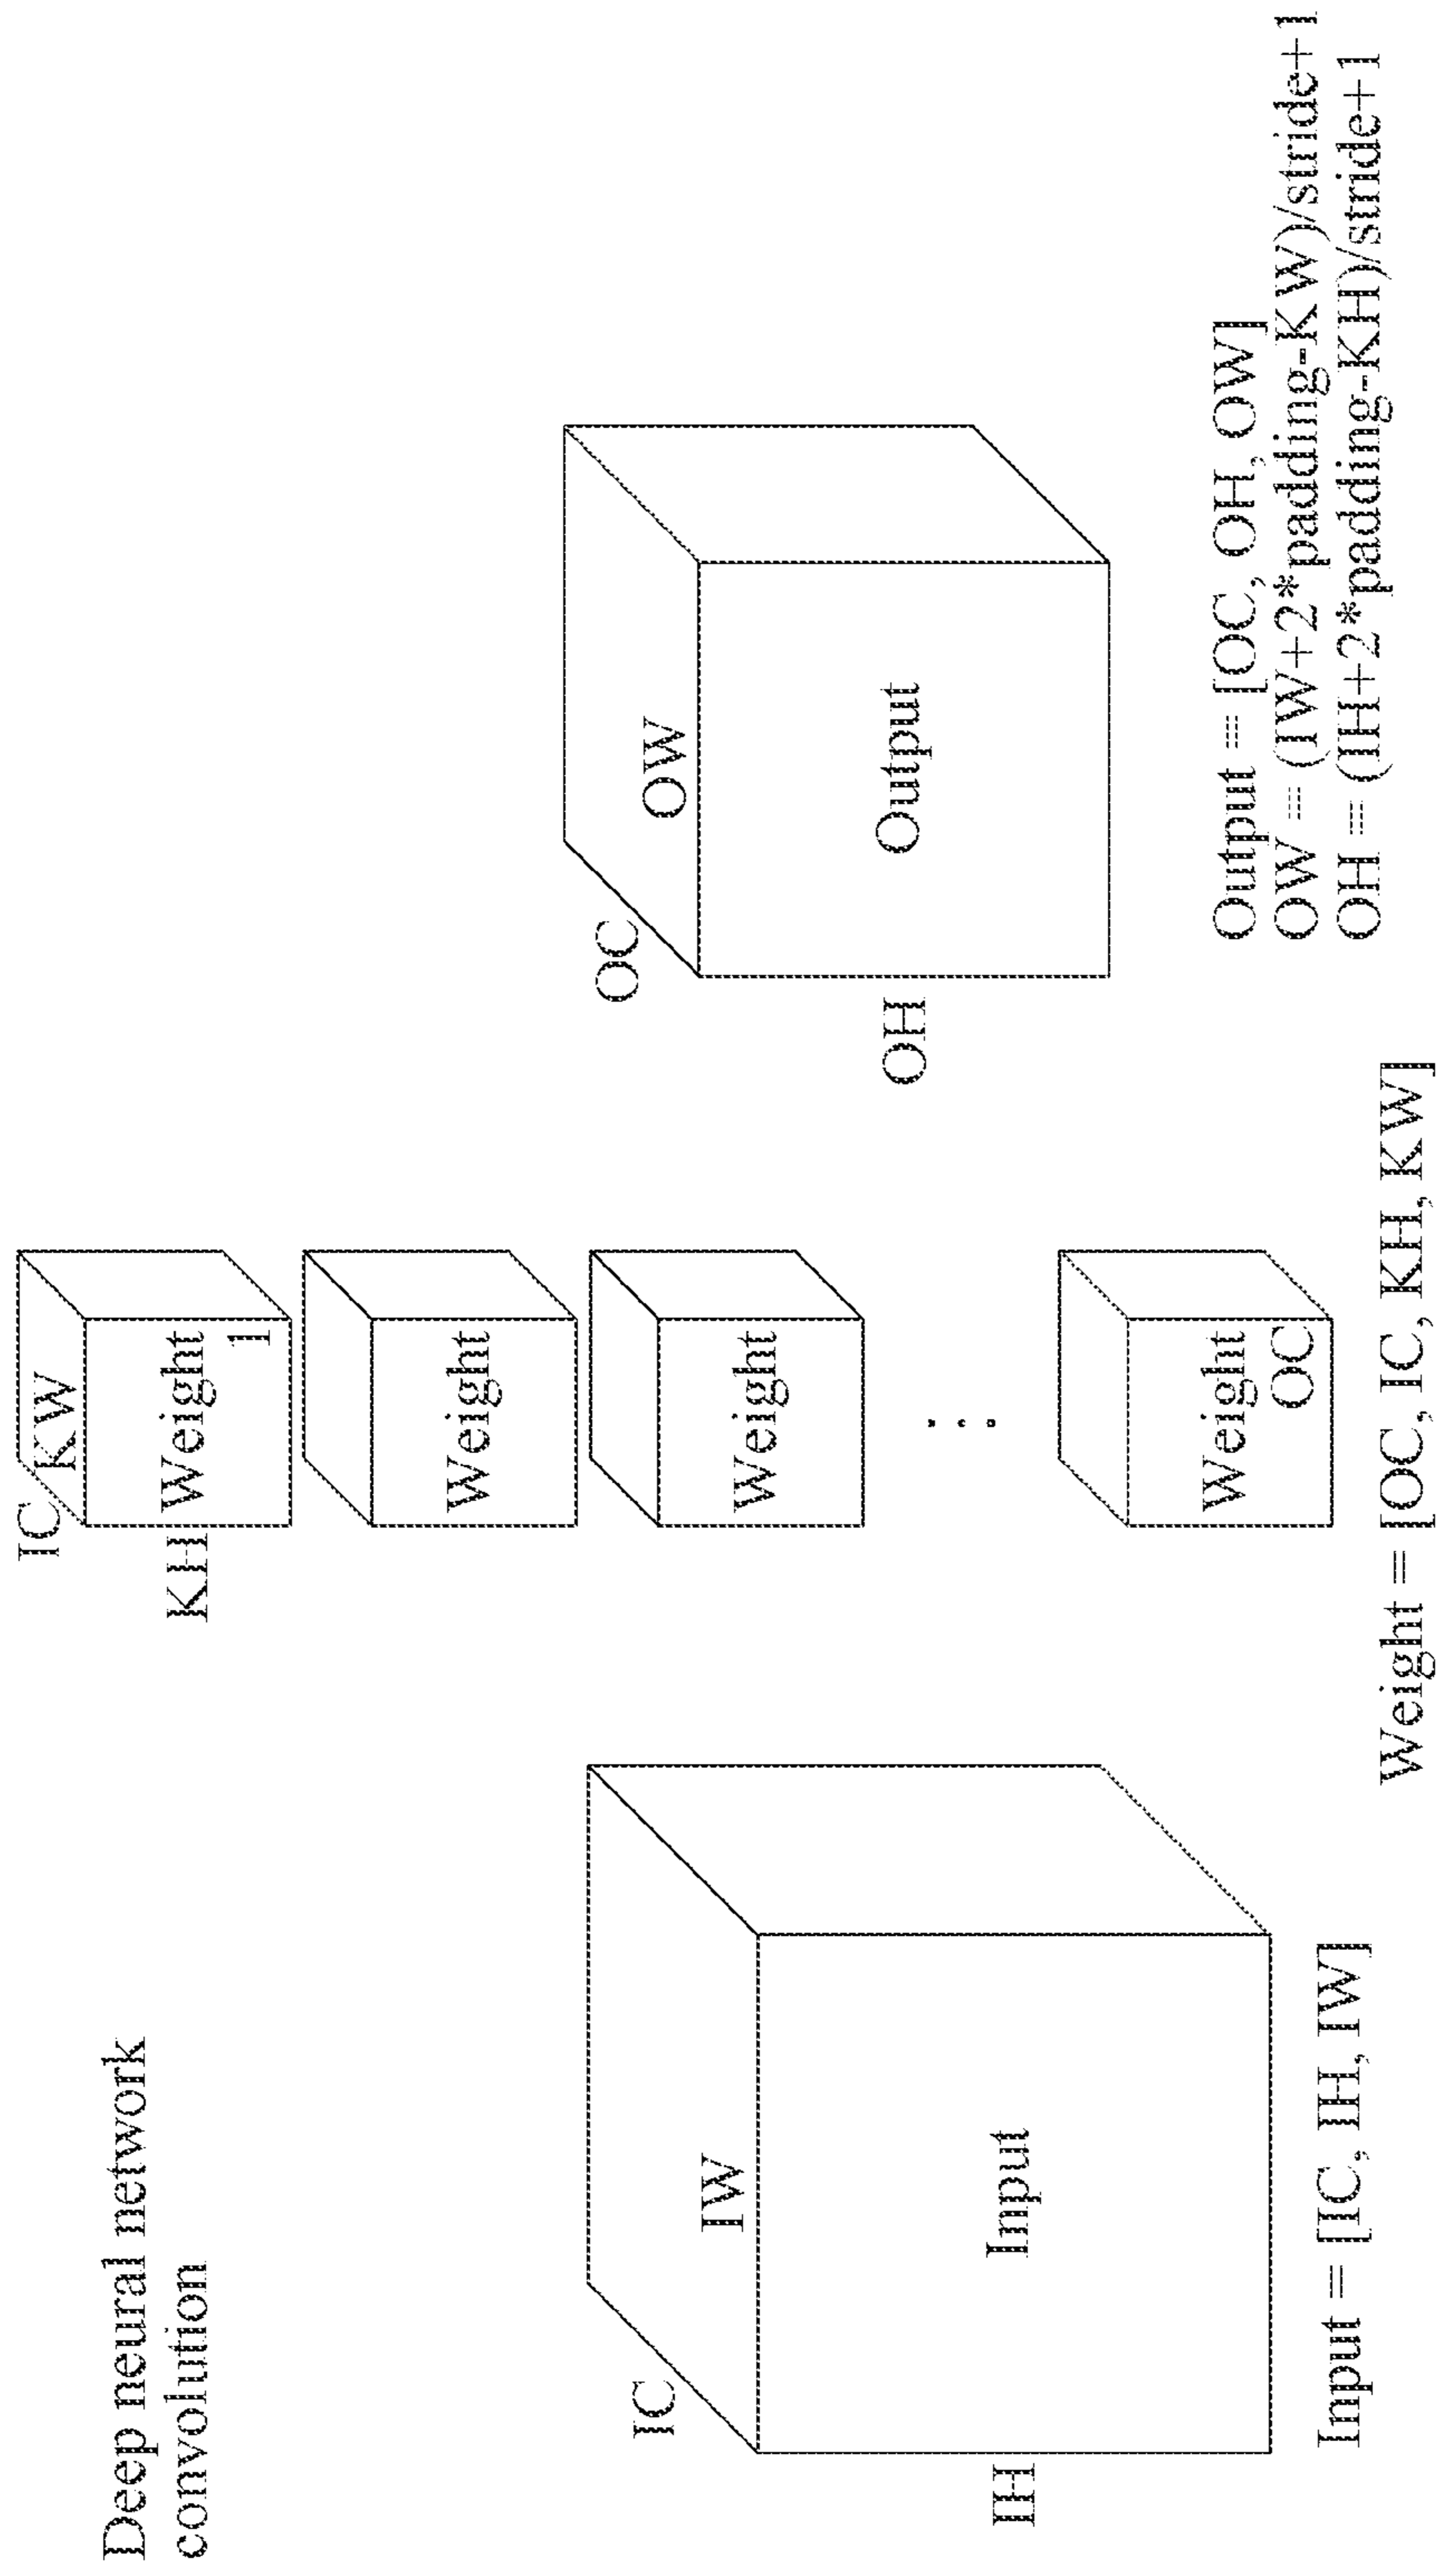 Deep neural network
convolution
IC
IW
IH
Input
Input = [IC, IH, IW]
IC
KW
KH
Weight
1
Weight
Weight
...
Weight
OC
Weight = [OC, IC, KH, KW]
OC
OW
OH
Output
Output = [OC, OH, OW]
OW = (IW+2*padding-KW)/stride+1
OH = (IH+2*padding-KH)/stride+1